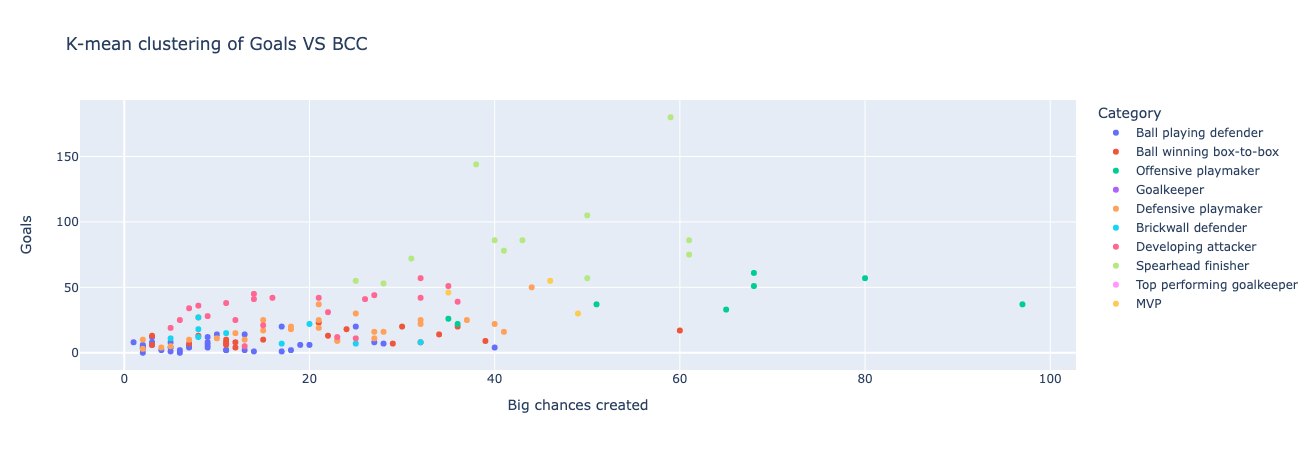 K-mean clustering of Goals VS BCC
Category
Ball playing defender
Ball winning box-to-box
Offensive playmaker
Goalkeeper
Defensive playmaker
Brickwall defender
Developing attacker
Spearhead finisher
Top performing goalkeeper
MVP
150
100
50
0
Goals
0 20 40 60 80 100
Big chances created